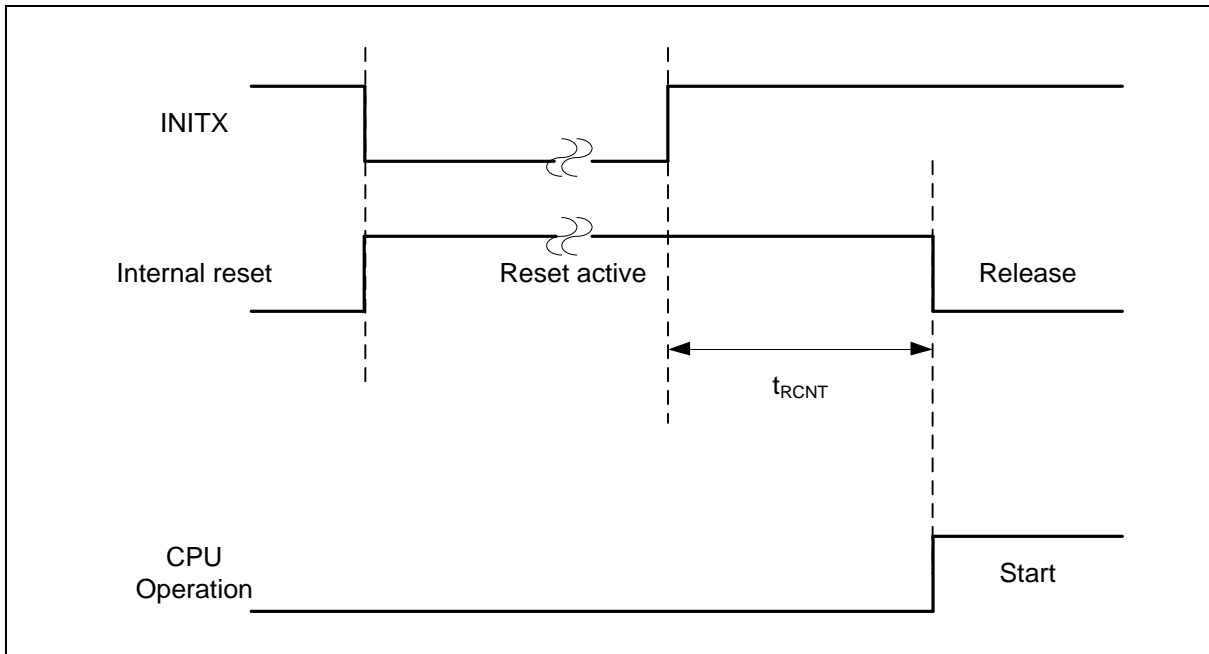 INITX
Internal reset
Reset active
Release
tRCNT
CPU
Operation
Start